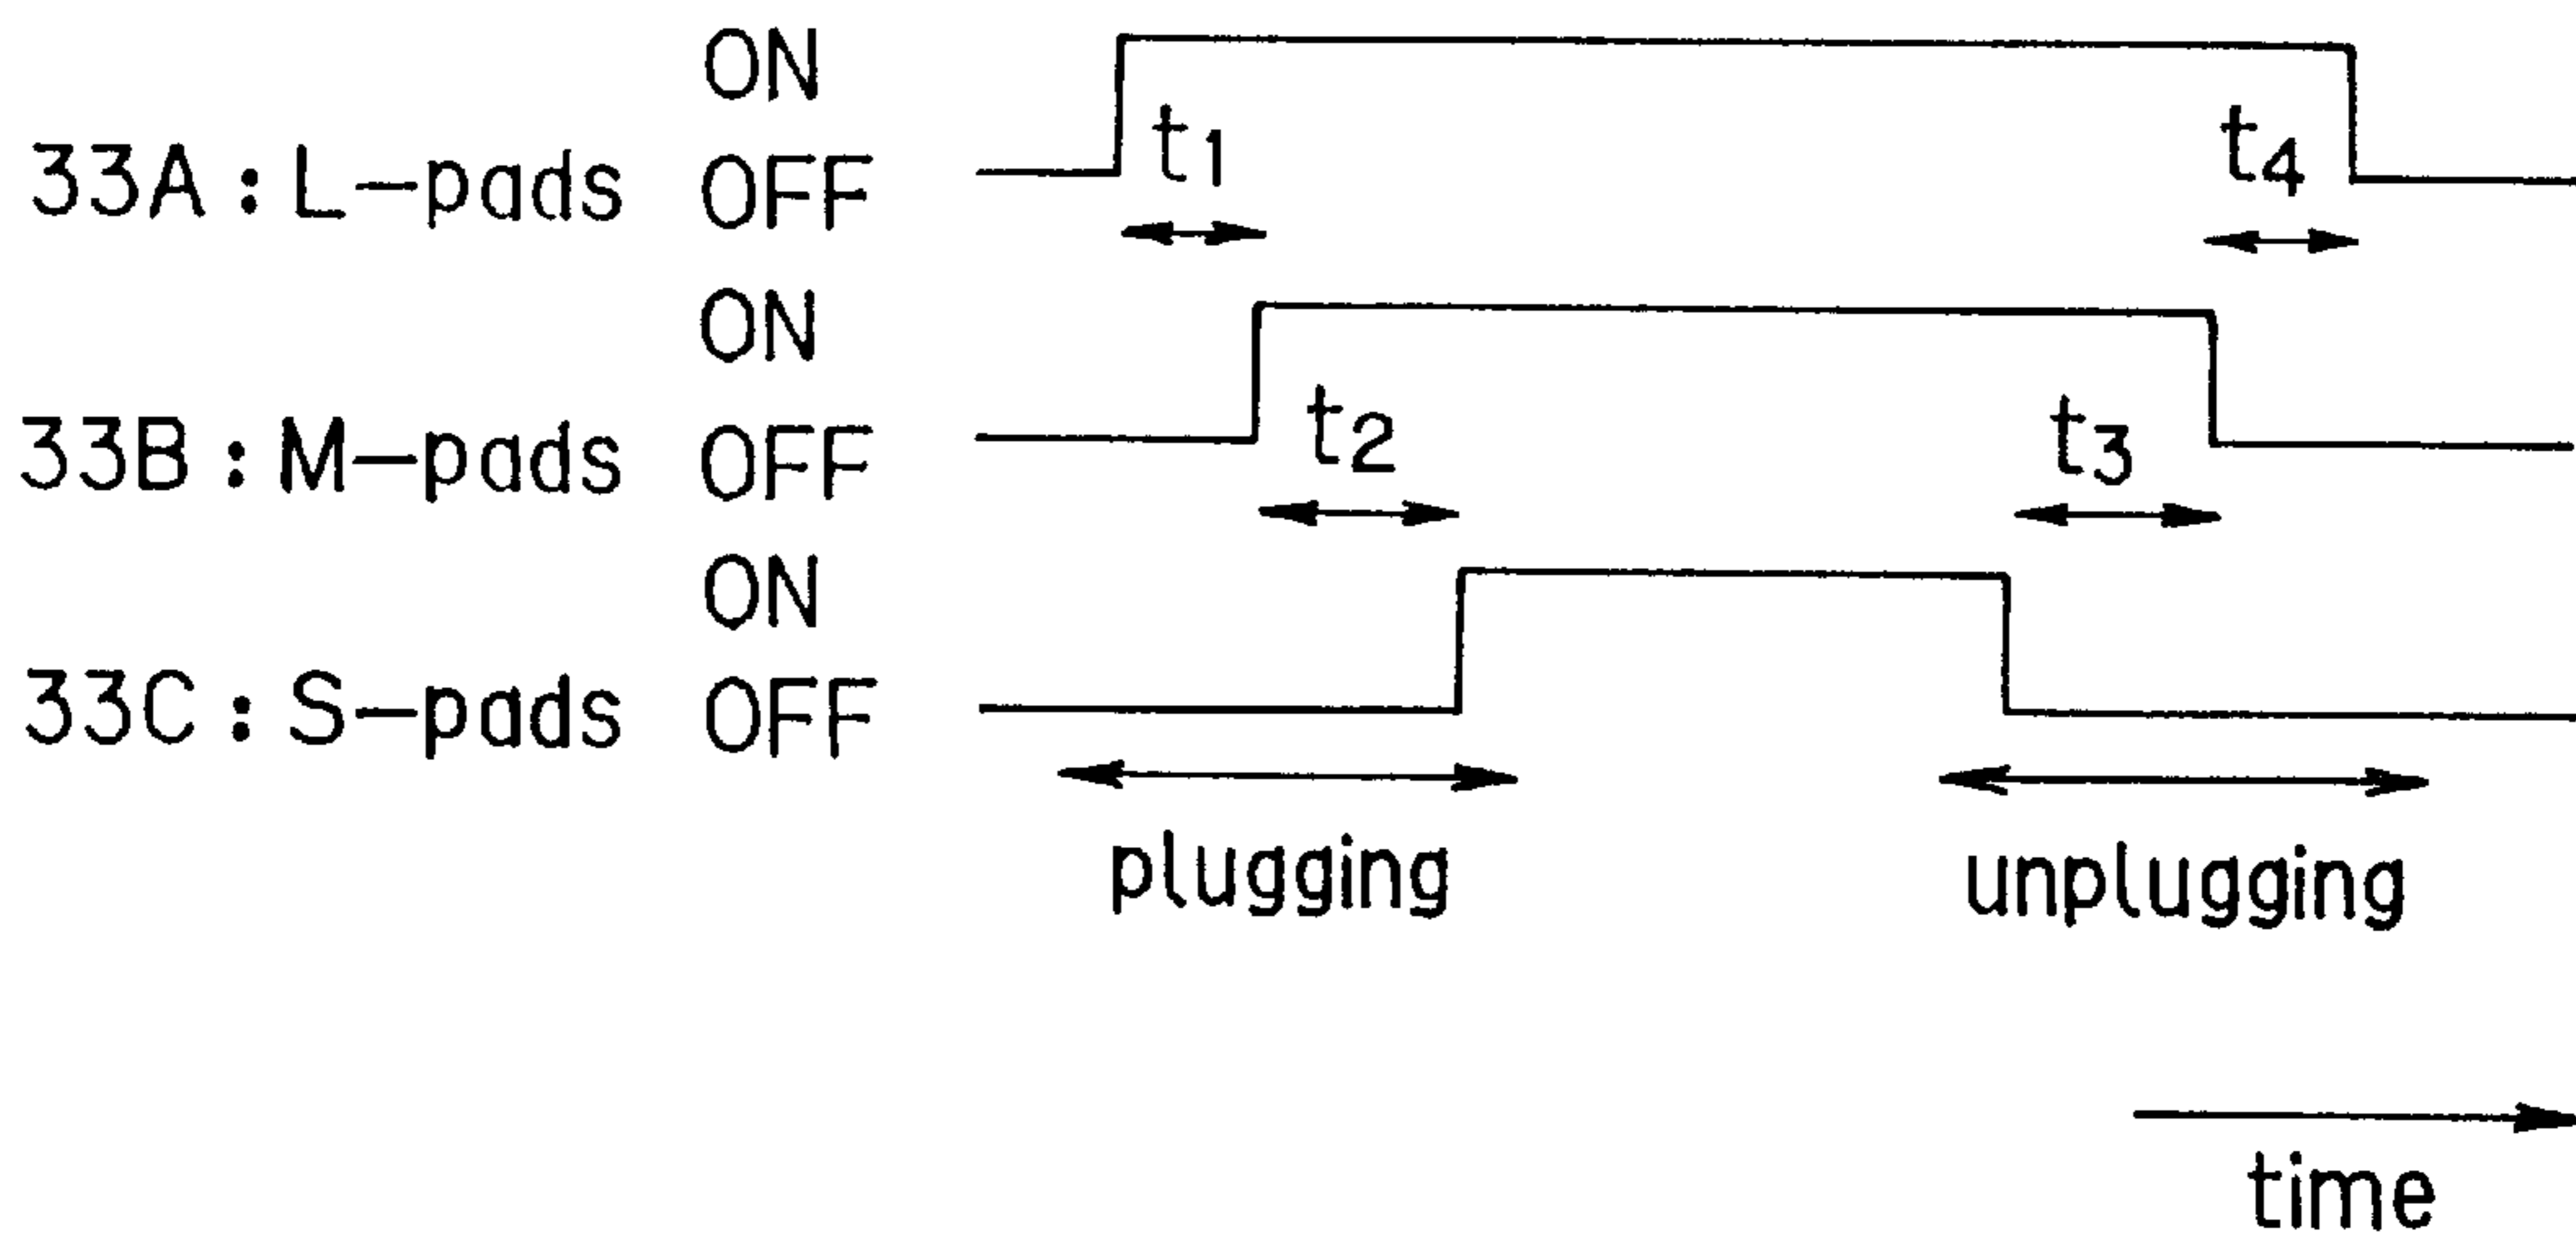 ON
33A : L-pads OFF
t1
t4
ON
33B : M-pads OFF
t2
t3
ON
33C : S-pads OFF
plugging
unplugging
time